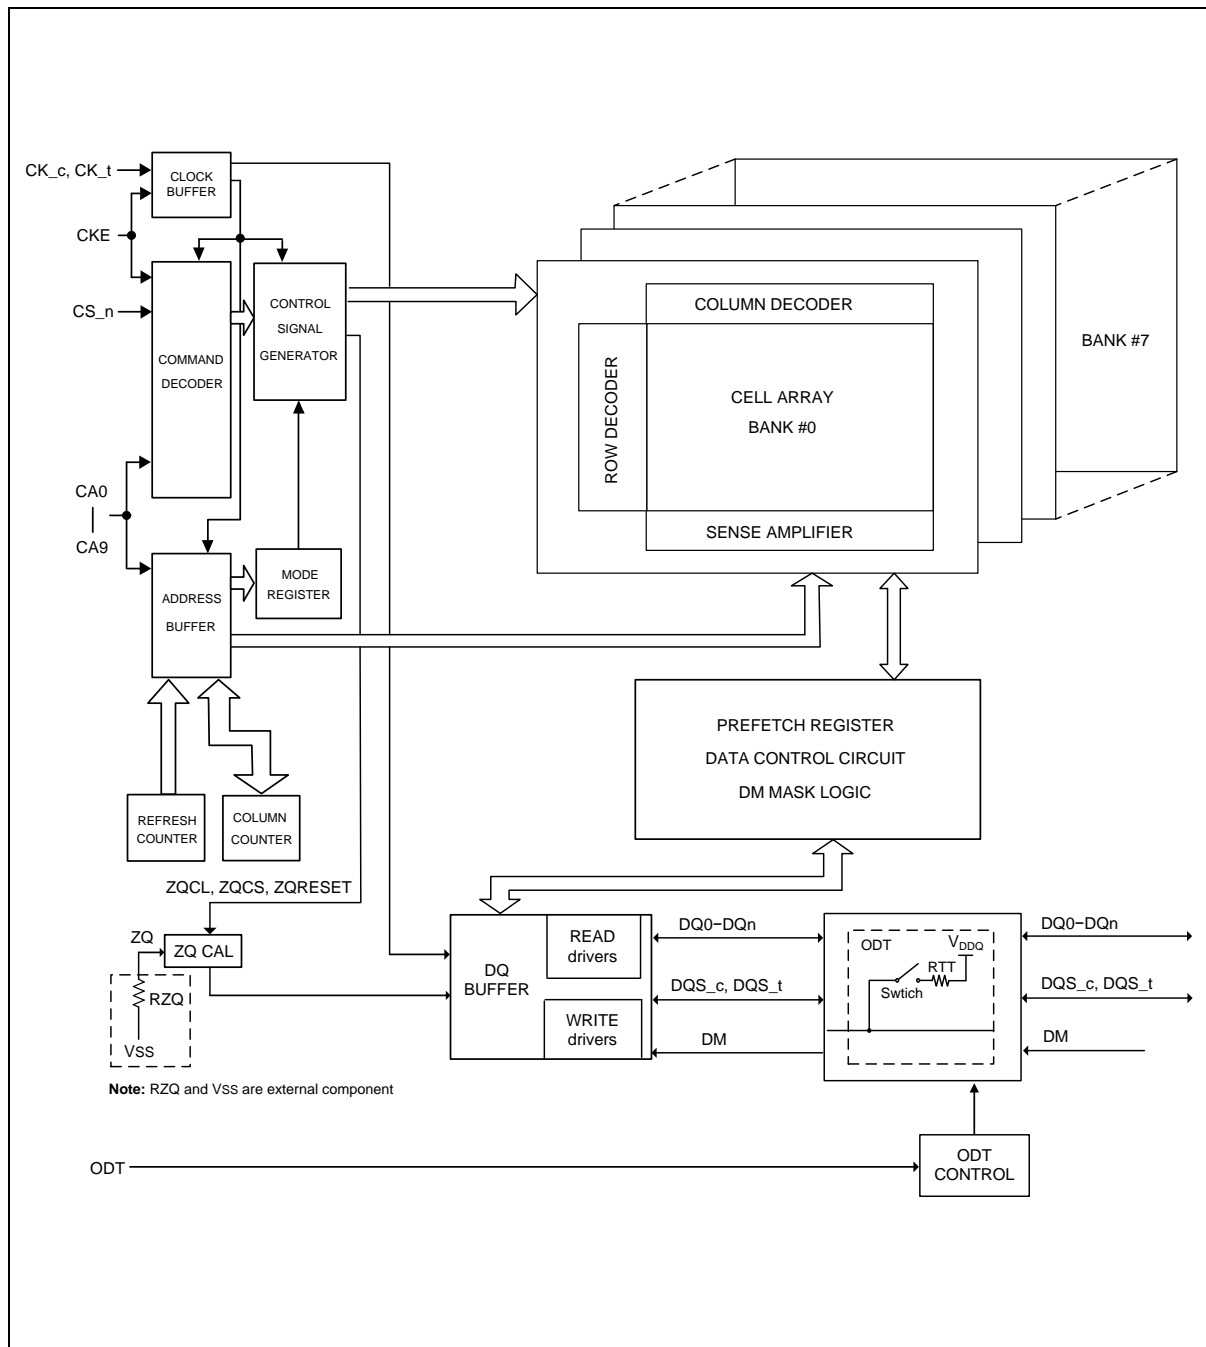 CK_c, CK_t
CLOCK
BUFFER
CKE
CS_n
COMMAND
DECODER
CONTROL
SIGNAL
GENERATOR
COLUMN DECODER
ROW DECODER
CELL ARRAY
BANK #0
SENSE AMPLIFIER
BANK #7
CA0
CA9
ADDRESS
BUFFER
MODE
REGISTER
PREFETCH REGISTER
DATA CONTROL CIRCUIT
DM MASK LOGIC
REFRESH
COUNTER
COLUMN
COUNTER
ZQCL, ZQCS, ZQRESET
ZQ
ZQ CAL
RZQ
VSS
Note: RZQ and VSS are external component
DQ
BUFFER
READ
drivers
WRITE
drivers
DQ0−DQn
DQS_c, DQS_t
DM
ODT
VDDQ
RTT
Swtich
DQ0−DQn
DQS_c, DQS_t
DM
ODT
ODT
CONTROL